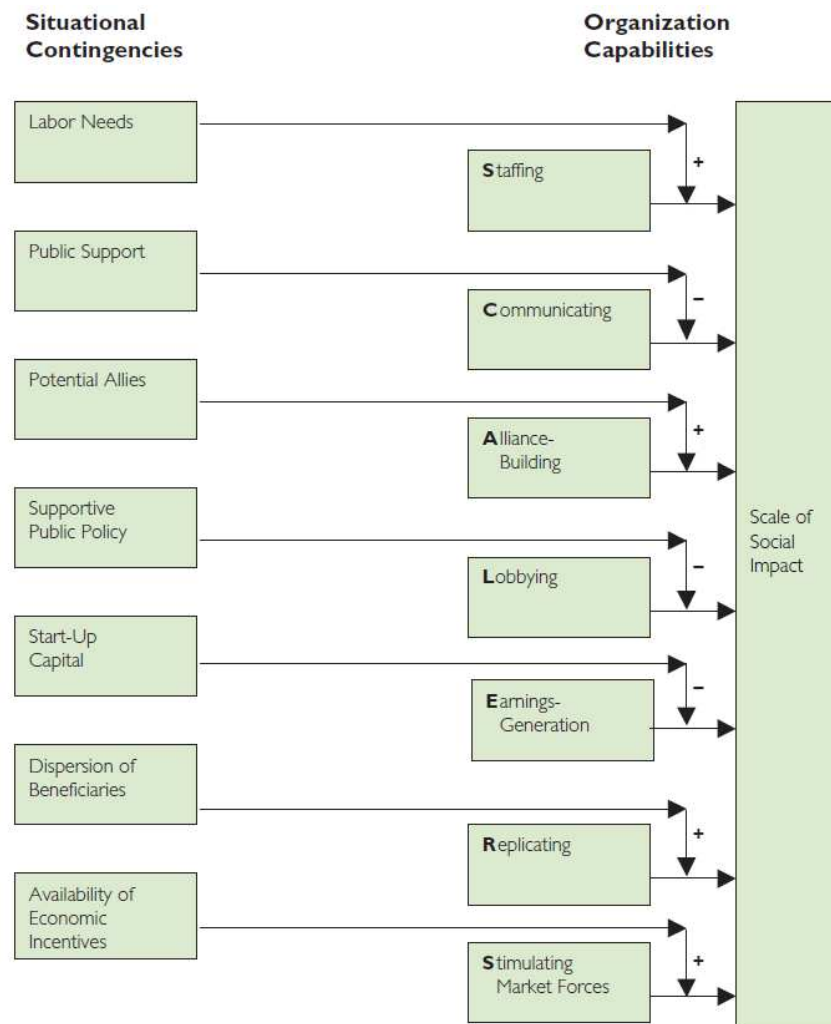 Situational
Contingencies
Organization
Capabilities
Labor Needs
+
Staffing
Public Support
–
Communicating
Potential Allies
+
Alliance-
Building
Supportive
Public Policy
–
Lobbying
Scale of
Social
Impact
Start-Up
Capital
–
Earnings-
Generation
Dispersion of
Beneficiaries
+
Replicating
Availability of
Economic
Incentives
+
Stimulating
Market Forces